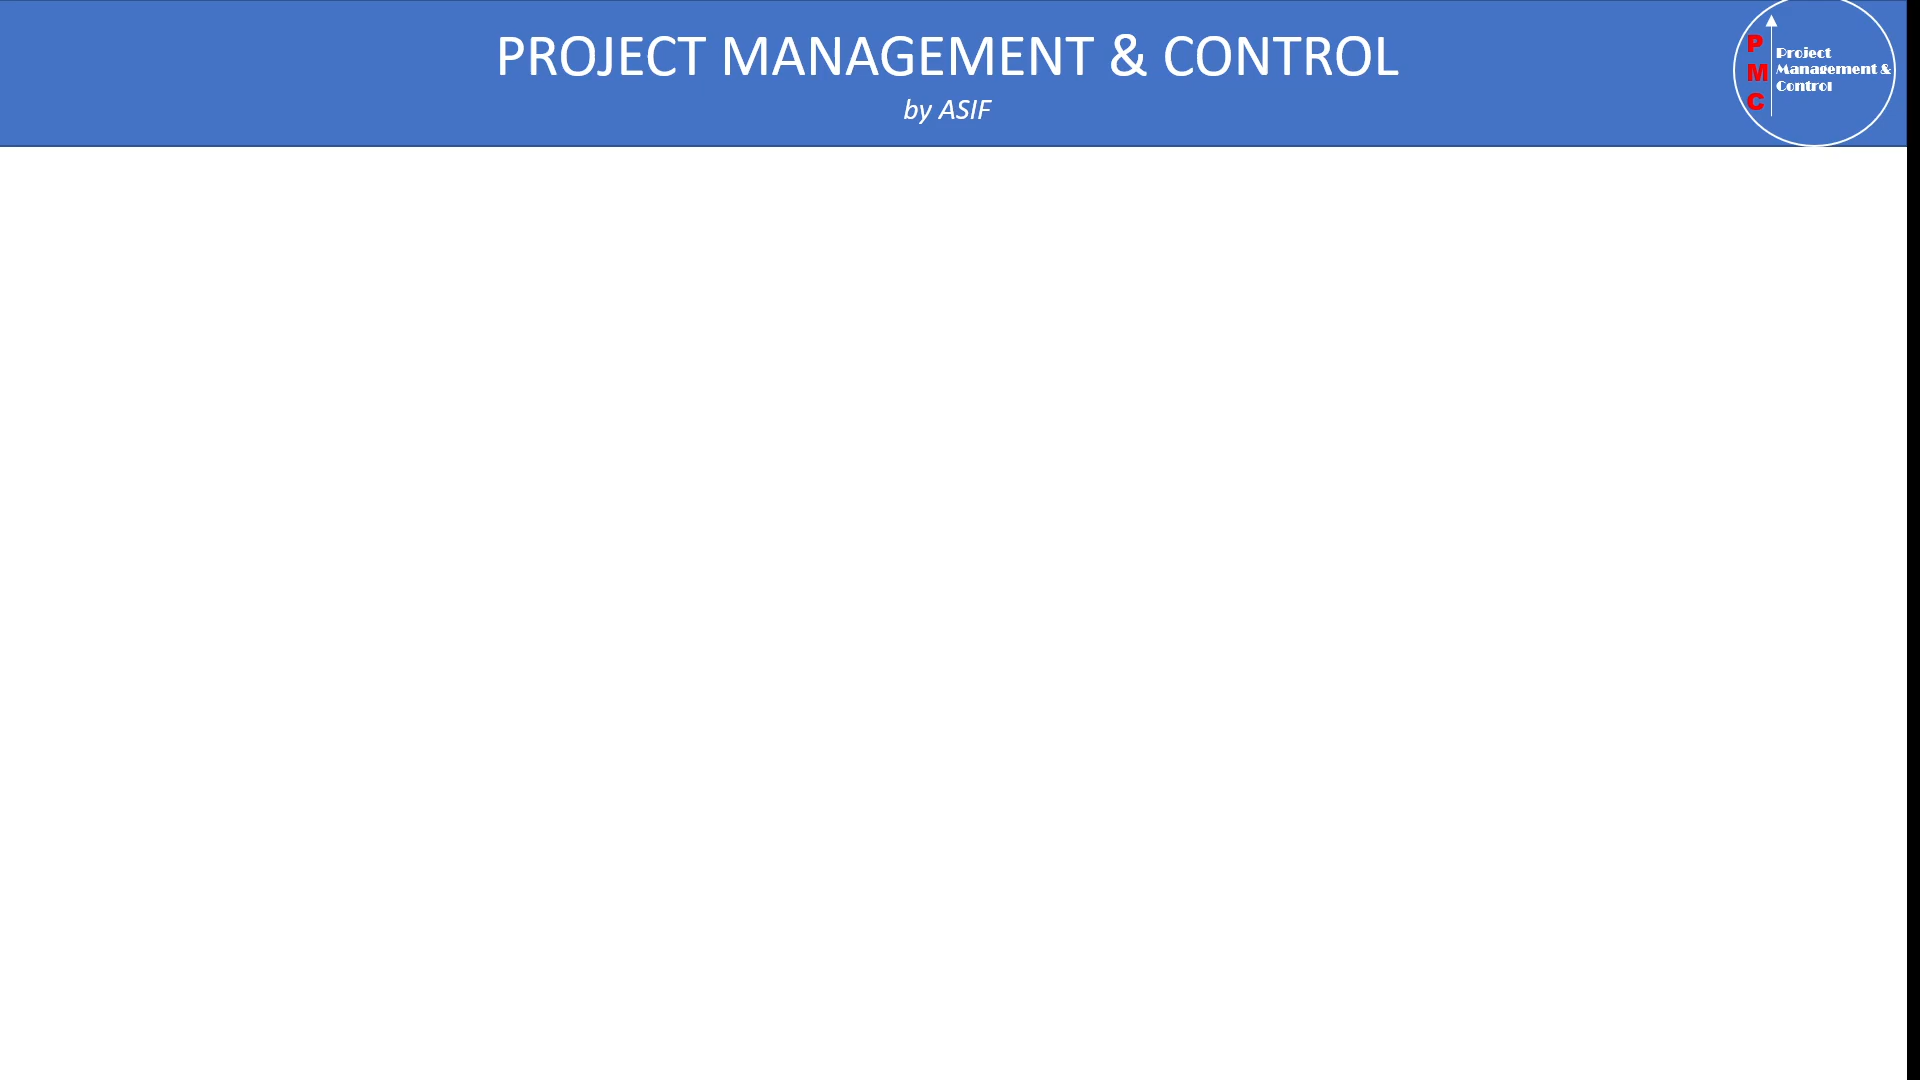 PROJECT MANAGEMENT & CONTROL
by ASIF
P
M
C
Project
Management &
Control